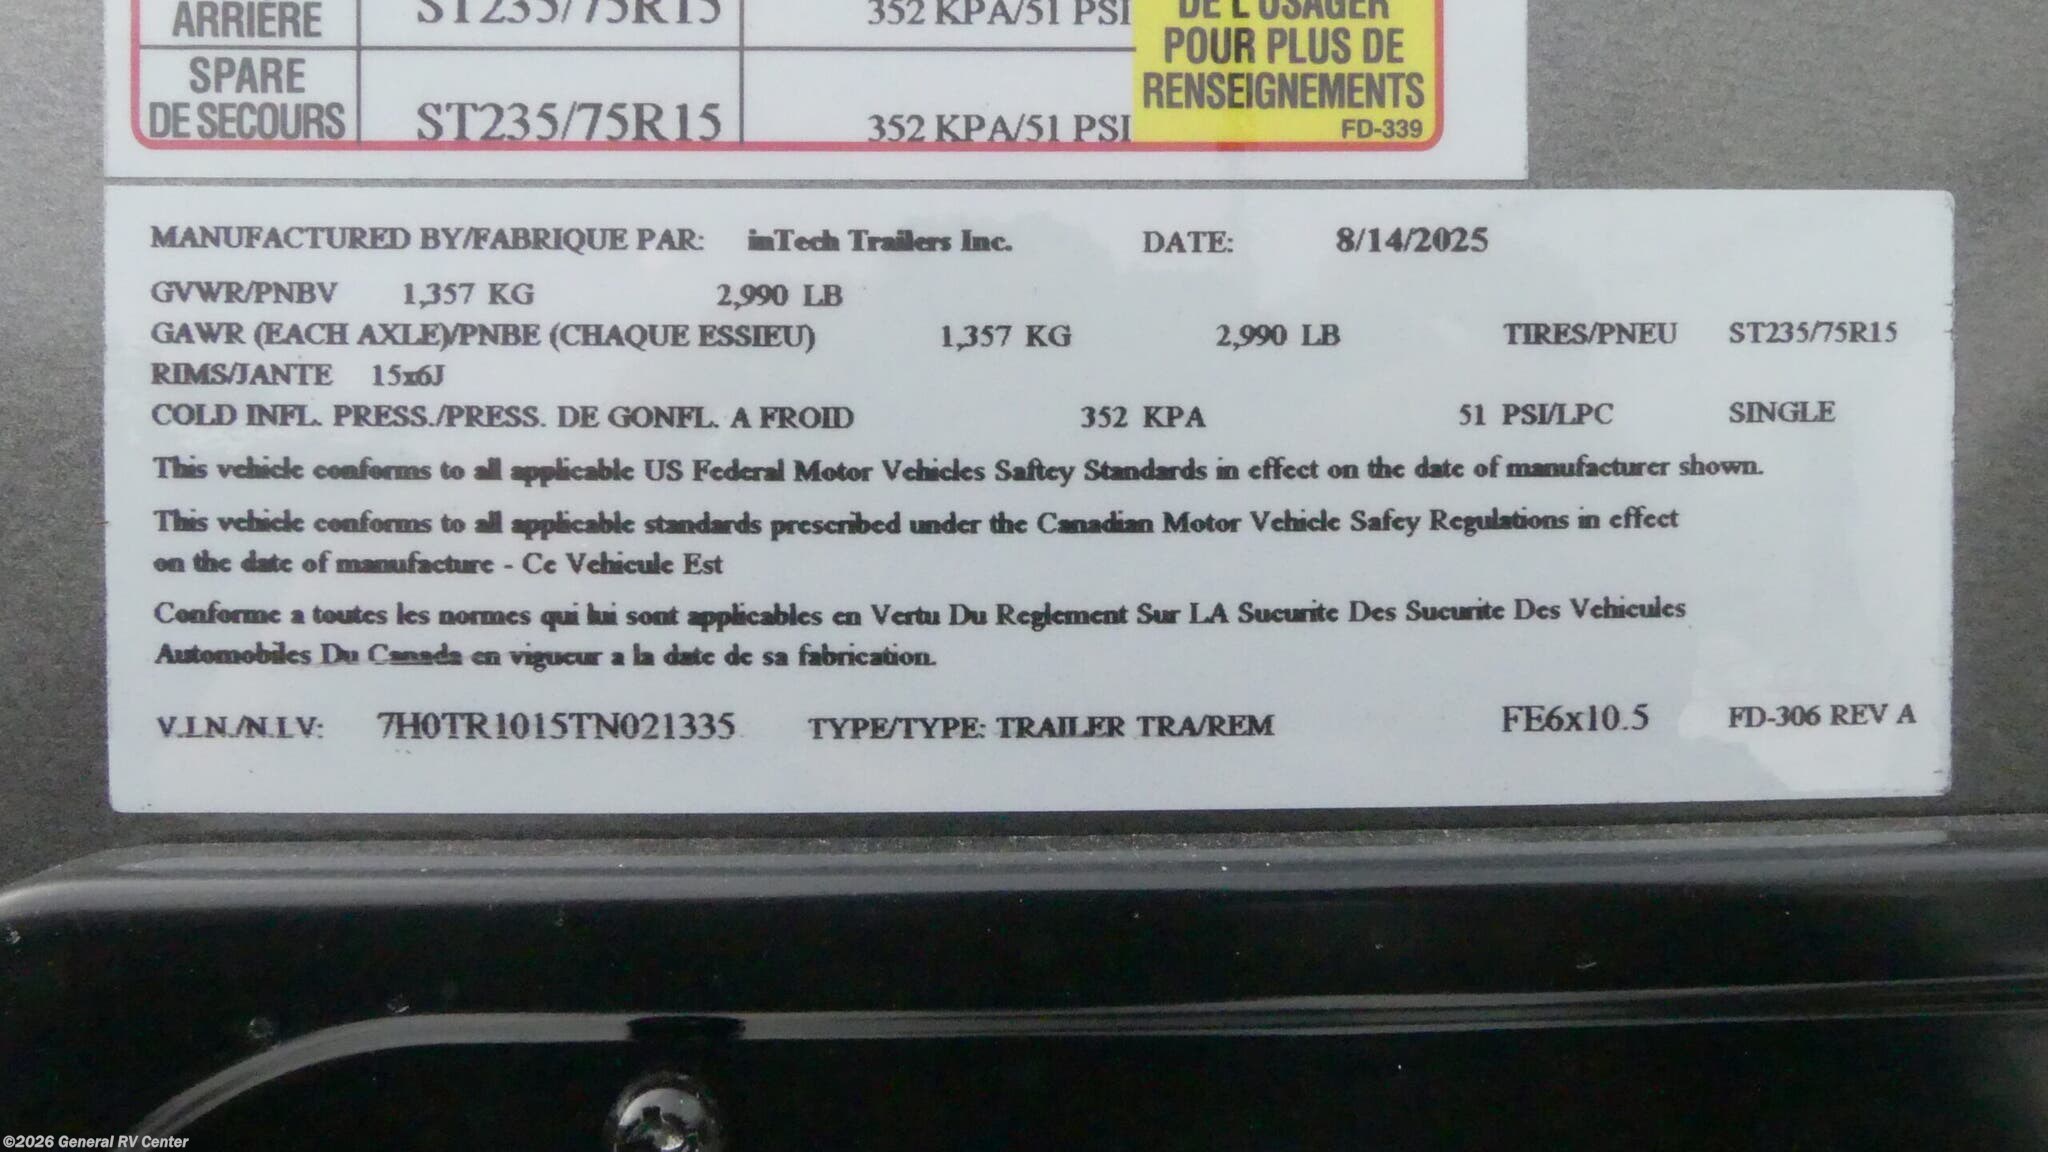 ARRIÈRE ST235/75R15 352 KPA/51 PSI DE L'USAGER
POUR PLUS DE
SPARE RENSEIGNEMENTS
DE SECOURS ST235/75R15 352 KPA/51 PSI FD-339
MANUFACTURED BY/FABRIQUE PAR: inTech Trailers Inc. DATE: 8/14/2025
GVWR/PNBV 1,357 KG 2,990 LB
GAWR (EACH AXLE)/PNBE (CHAQUE ESSIEU) 1,357 KG 2,990 LB TIRES/PNEU ST235/75R15
RIMS/JANTE 15x6J
COLD INFL. PRESS./PRESS. DE GONFL. A FROID 352 KPA 51 PSI/LPC SINGLE
This vehicle conforms to all applicable US Federal Motor Vehicles Saftey Standards in effect on the date of manufacturer shown.
This vehicle conforms to all applicable standards prescribed under the Canadian Motor Vehicle Safey Regulations in effect
on the date of manufacture - Ce Vehicule Est
Conforme a toutes les normes qui lui sont applicables en Vertu Du Reglement Sur LA Sucurite Des Sucurite Des Vehicules
Automobiles Du Canada en vigueur a la date de sa fabrication.
V.I.N./N.I.V: 7H0TR1015TN021335 TYPE/TYPE: TRAILER TRA/REM FE6x10.5 FD-306 REV A
©2026 General RV Center